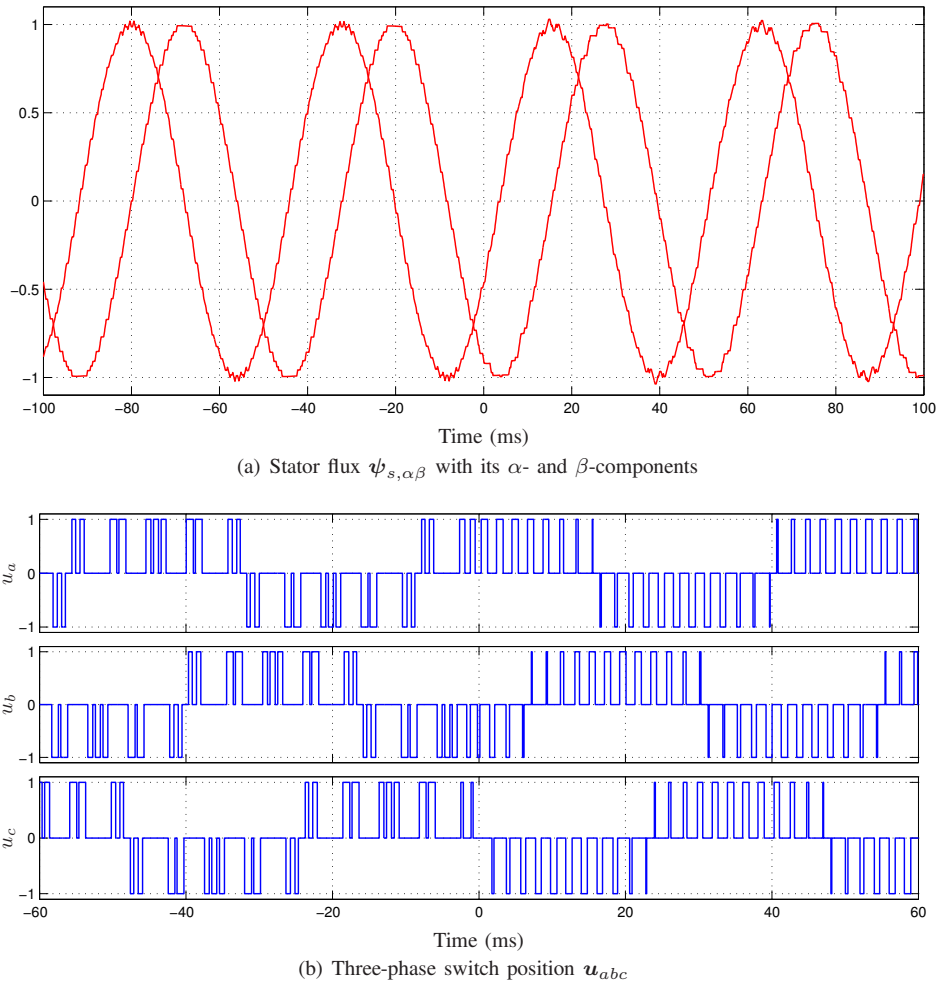 1
0.5
0
−0.5
−1
−100 −80 −60 −40 −20 0 20 40 60 80 100
Time (ms)
(a) Stator flux ψs,αβ with its α- and β-components
1
0
−1
ua
1
0
−1
ub
1
0
−1
uc
−60 −40 −20 0 20 40 60
Time (ms)
(b) Three-phase switch position uabc